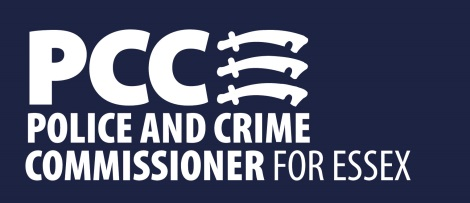 PCC
POLICE AND CRIME
COMMISSIONER FOR ESSEX